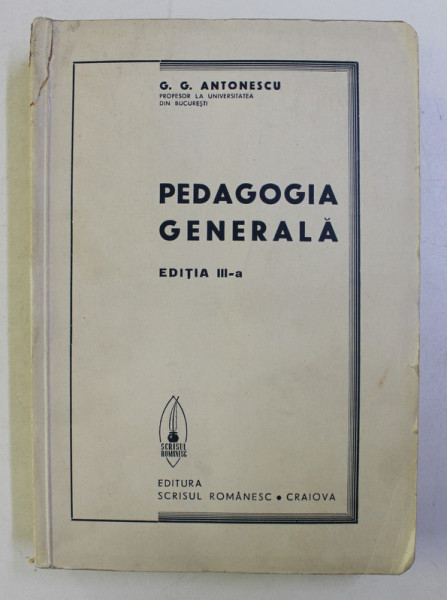 G. G. ANTONESCU
PROFESOR LA UNIVERSITATEA
DIN BUCUREȘTI
PEDAGOGIA
GENERALĂ
EDIȚIA III-a
SCRISUL
ROMÂNESC
EDITURA
SCRISUL ROMÂNESC • CRAIOVA